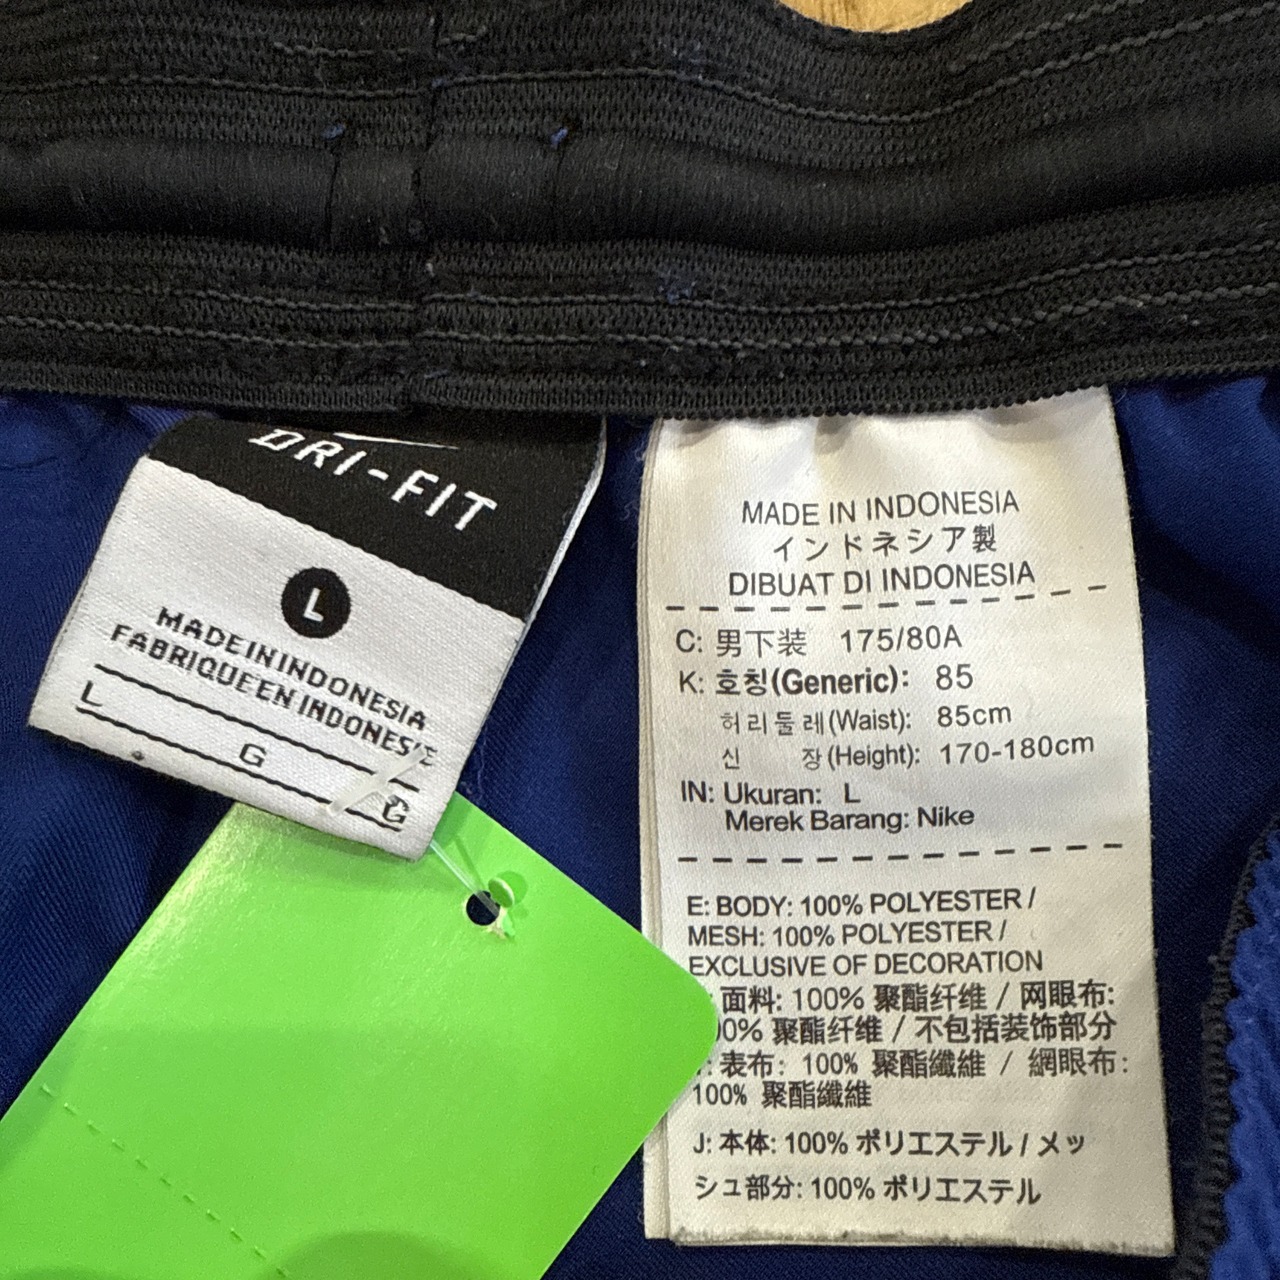 DRI-FIT
L
MADE IN INDONESIA
FABRIQUE EN INDONESIE
L
G
G
MADE IN INDONESIA
インドネシア製
DIBUAT DI INDONESIA
C: 男下装 175/80A
K: 호칭(Generic): 85
허리둘레(Waist): 85cm
신 장(Height): 170-180cm
IN: Ukuran: L
Merek Barang: Nike
E: BODY: 100% POLYESTER /
MESH: 100% POLYESTER /
EXCLUSIVE OF DECORATION
: 面料: 100% 聚酯纤维 / 网眼布:
00% 聚酯纤维 / 不包括装饰部分
: 表布: 100% 聚酯纖維 / 網眼布:
100% 聚酯纖維
J: 本体: 100% ポリエステル / メッ
シュ部分: 100% ポリエステル